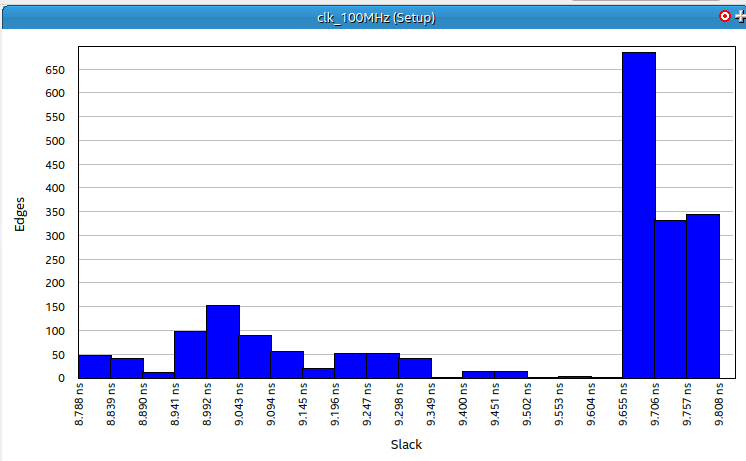 clk_100MHz (Setup)
650
600
550
500
450
400
350
300
250
200
150
100
50
0
Edges
8.788 ns
8.839 ns
8.890 ns
8.941 ns
8.992 ns
9.043 ns
9.094 ns
9.145 ns
9.196 ns
9.247 ns
9.298 ns
9.349 ns
9.400 ns
9.451 ns
9.502 ns
9.553 ns
9.604 ns
9.655 ns
9.706 ns
9.757 ns
9.808 ns
Slack